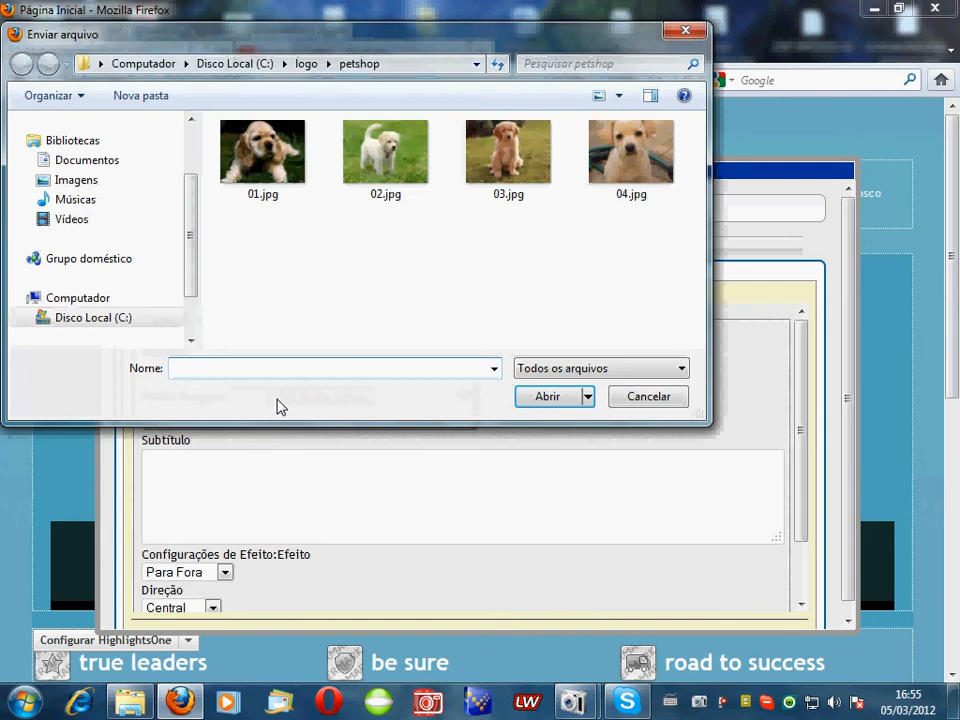 Página Inicial - Mozilla Firefox
Enviar arquivo
Computador
Disco Local (C:)
logo
petshop
Pesquisar petshop
Google
Organizar
Nova pasta
Bibliotecas
Documentos
Imagens
Músicas
Vídeos
Grupo doméstico
Computador
Disco Local (C:)
01.jpg
02.jpg
03.jpg
04.jpg
Nome:
Todos os arquivos
Abrir
Cancelar
Subtítulo
Configurações de Efeito:Efeito
Para Fora
Direção
Central
Configurar HighlightsOne
true leaders
be sure
road to success
LW
16:55
05/03/2012